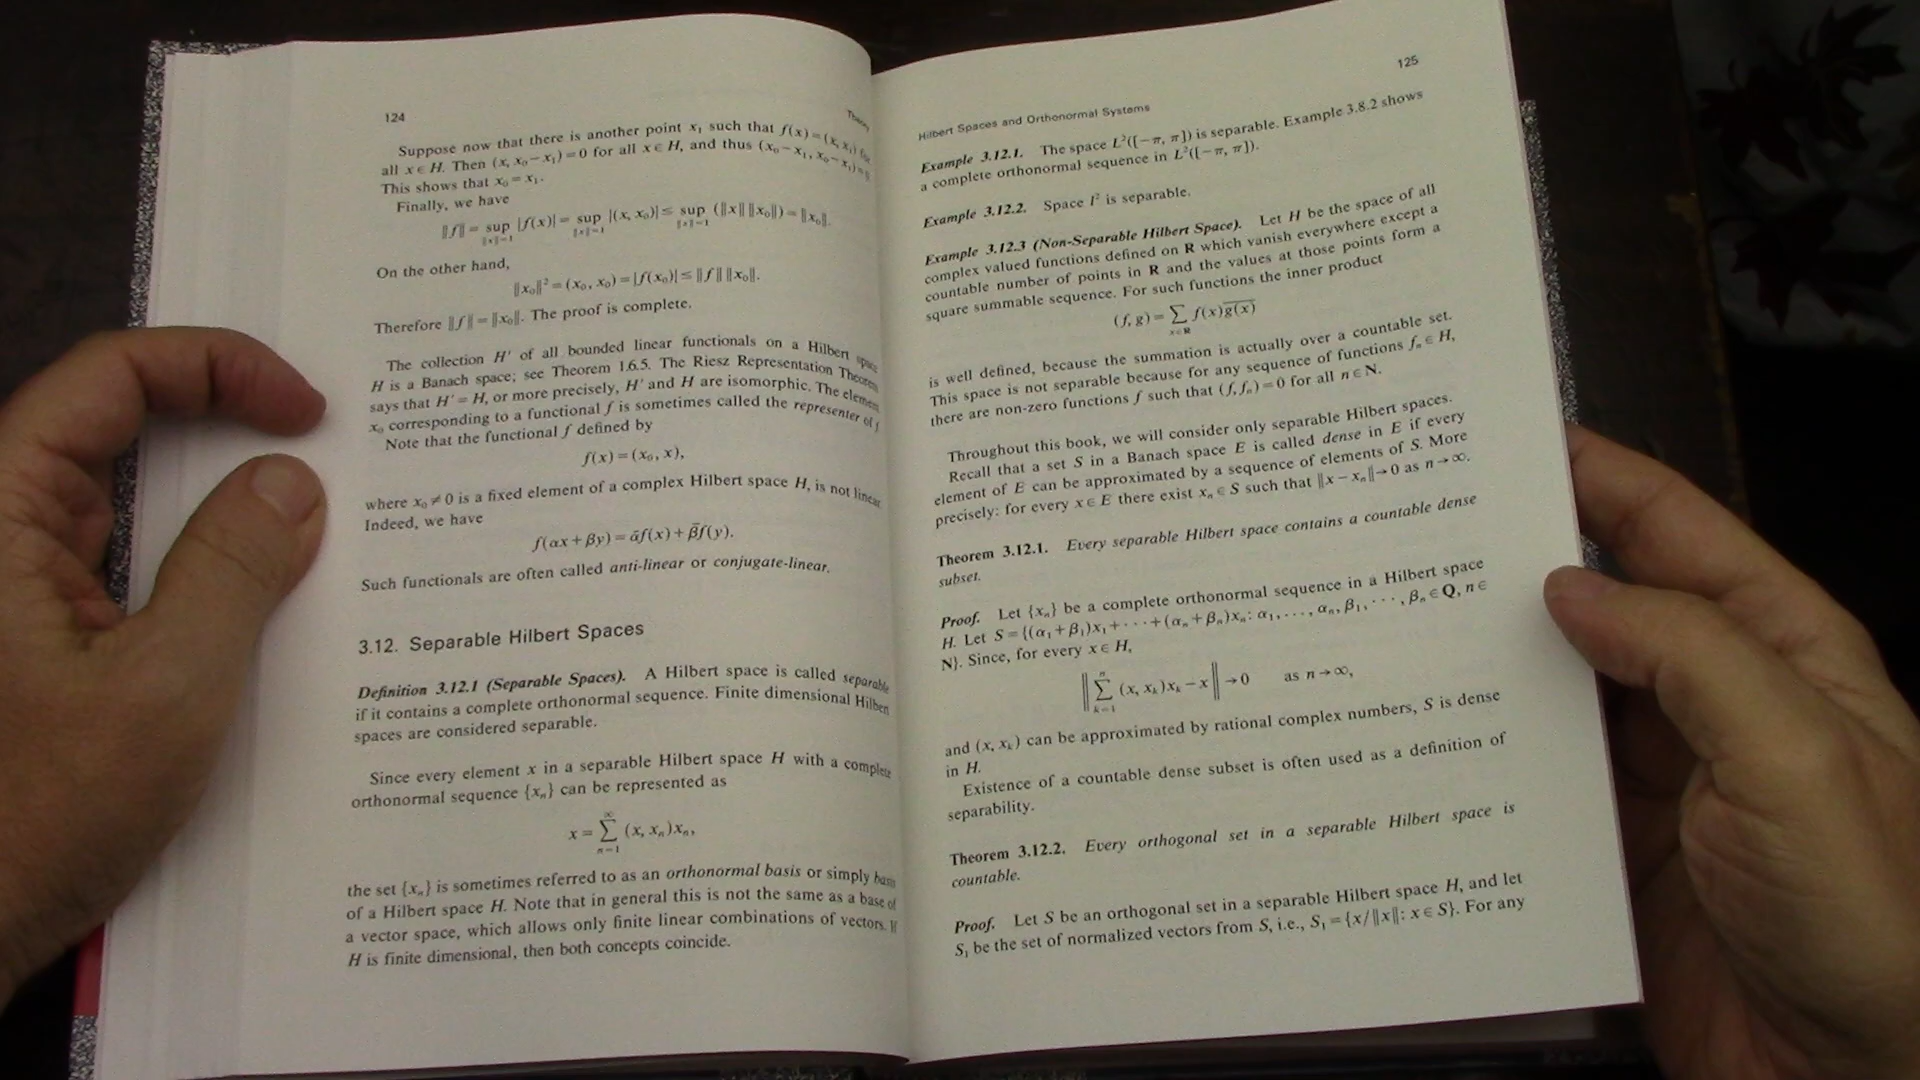 124
Theory
Suppose now that there is another point x₁ such that f(x) = (x, x₁) for
all x ∈ H. Then (x, x₀ − x₁) = 0 for all x ∈ H, and thus (x₀ − x₁, x₀ − x₁) =
This shows that x₀ = x₁.
Finally, we have
‖f‖ = sup_{‖x‖=1} |f(x)| = sup_{‖x‖=1} |(x, x₀)| ≤ sup_{‖x‖=1} (‖x‖ ‖x₀‖) = ‖x₀‖.
On the other hand,
‖x₀‖² = (x₀, x₀) = |f(x₀)| ≤ ‖f‖ ‖x₀‖.
Therefore ‖f‖ = ‖x₀‖. The proof is complete.
The collection H′ of all bounded linear functionals on a Hilbert space
H is a Banach space; see Theorem 1.6.5. The Riesz Representation Theorem
says that H′ = H, or more precisely, H′ and H are isomorphic. The element
x₀ corresponding to a functional f is sometimes called the representer of f
Note that the functional f defined by
f(x) = (x₀, x),
where x₀ ≠ 0 is a fixed element of a complex Hilbert space H, is not linear
Indeed, we have
f(αx + βy) = ᾱf(x) + β̄f(y).
Such functionals are often called anti-linear or conjugate-linear.
3.12. Separable Hilbert Spaces
Definition 3.12.1 (Separable Spaces). A Hilbert space is called separable
if it contains a complete orthonormal sequence. Finite dimensional Hilbert
spaces are considered separable.
Since every element x in a separable Hilbert space H with a complete
orthonormal sequence {xₙ} can be represented as
x = ∑_{n=1}^{∞} (x, xₙ)xₙ,
the set {xₙ} is sometimes referred to as an orthonormal basis or simply basis
of a Hilbert space H. Note that in general this is not the same as a base of
a vector space, which allows only finite linear combinations of vectors. If
H is finite dimensional, then both concepts coincide.
Hilbert Spaces and Orthonormal Systems
125
Example 3.12.1. The space L²([−π, π]) is separable. Example 3.8.2 shows
a complete orthonormal sequence in L²([−π, π]).
Example 3.12.2. Space l² is separable.
Example 3.12.3 (Non-Separable Hilbert Space). Let H be the space of all
complex valued functions defined on R which vanish everywhere except a
countable number of points in R and the values at those points form a
square summable sequence. For such functions the inner product
(f, g) = ∑_{x∈R} f(x)g̅(̅x̅)̅
is well defined, because the summation is actually over a countable set.
This space is not separable because for any sequence of functions fₙ ∈ H,
there are non-zero functions f such that (f, fₙ) = 0 for all n ∈ N.
Throughout this book, we will consider only separable Hilbert spaces.
Recall that a set S in a Banach space E is called dense in E if every
element of E can be approximated by a sequence of elements of S. More
precisely: for every x ∈ E there exist xₙ ∈ S such that ‖x − xₙ‖ → 0 as n → ∞.
Theorem 3.12.1. Every separable Hilbert space contains a countable dense
subset.
Proof. Let {xₙ} be a complete orthonormal sequence in a Hilbert space
H. Let S = {(α₁ + β₁)x₁ + · · · + (αₙ + βₙ)xₙ: α₁, . . . , αₙ, β₁, · · · , βₙ ∈ Q, n ∈
N}. Since, for every x ∈ H,
‖∑_{k=1}^{n} (x, xₖ)xₖ − x‖ → 0 as n → ∞,
and (x, xₖ) can be approximated by rational complex numbers, S is dense
in H.
Existence of a countable dense subset is often used as a definition of
separability.
Theorem 3.12.2. Every orthogonal set in a separable Hilbert space is
countable.
Proof. Let S be an orthogonal set in a separable Hilbert space H, and let
S₁ be the set of normalized vectors from S, i.e., S₁ = {x/‖x‖: x ∈ S}. For any